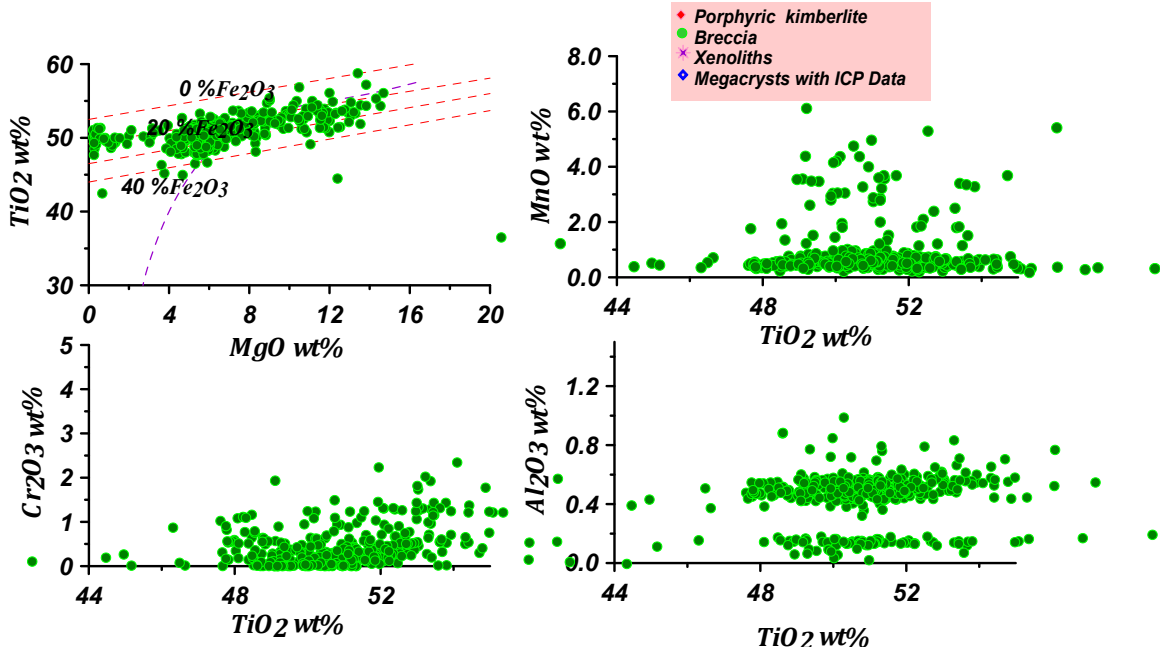 Porphyric kimberlite
Breccia
Xenoliths
Megacrysts with ICP Data
60
50
40
30
TiO2 wt%
0 %Fe2O3
20 %Fe2O3
40 %Fe2O3
0
4
8
12
16
20
MgO wt%
8.0
6.0
4.0
2.0
0.0
MnO wt%
44
48
52
TiO2 wt%
5
4
3
2
1
0
Cr2O3 wt%
44
48
52
TiO2 wt%
1.2
0.8
0.4
0.0
Al2O3 wt%
44
48
52
TiO2 wt%